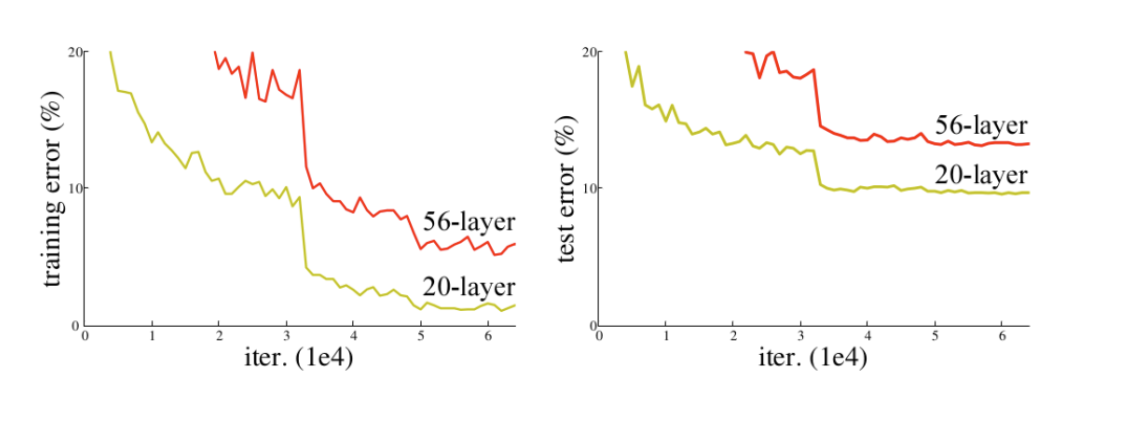 training error (%)
20
10
0
56-layer
20-layer
0 1 2 3 4 5 6
iter. (1e4)
test error (%)
20
10
0
56-layer
20-layer
0 1 2 3 4 5 6
iter. (1e4)